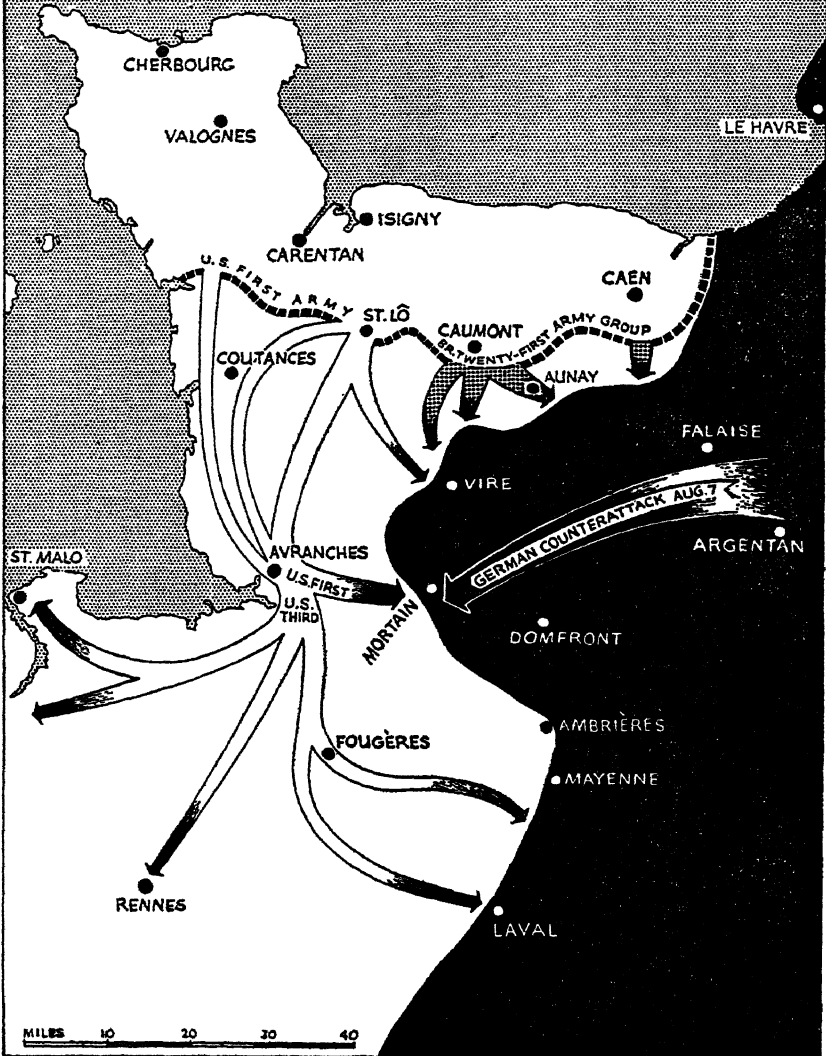 CHERBOURG
VALOGNES
LE HAVRE
ISIGNY
CARENTAN
U.S. FIRST ARMY
CAEN
ST. LÔ
CAUMONT
BR. TWENTY-FIRST ARMY GROUP
COUTANCES
AUNAY
FALAISE
VIRE
GERMAN COUNTERATTACK AUG. 7
ARGENTAN
AVRANCHES
ST. MALO
U.S. FIRST
U.S.
THIRD
MORTAIN
DOMFRONT
AMBRIÈRES
FOUGÈRES
MAYENNE
RENNES
LAVAL
MILES 10 20 30 40